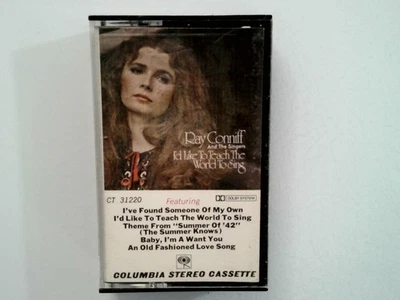 Ray Conniff
And The Singers
I'd Like To Teach The
World To Sing
CT 31220
Featuring
DOLBY SYSTEM
I've Found Someone Of My Own
I'd Like To Teach The World To Sing
Theme From "Summer Of '42"
(The Summer Knows)
Baby, I'm A Want You
An Old Fashioned Love Song
COLUMBIA STEREO CASSETTE